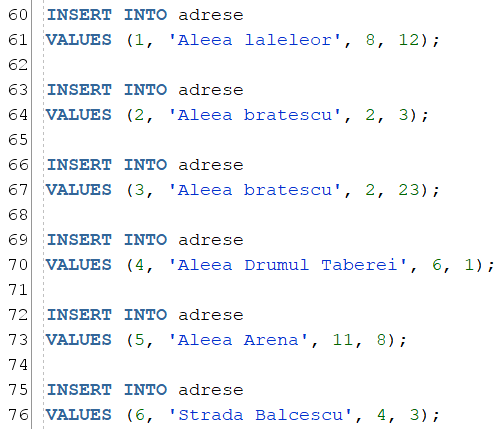 60 INSERT INTO adrese
61 VALUES (1, 'Aleea laleleor', 8, 12);
62
63 INSERT INTO adrese
64 VALUES (2, 'Aleea bratescu', 2, 3);
65
66 INSERT INTO adrese
67 VALUES (3, 'Aleea bratescu', 2, 23);
68
69 INSERT INTO adrese
70 VALUES (4, 'Aleea Drumul Taberei', 6, 1);
71
72 INSERT INTO adrese
73 VALUES (5, 'Aleea Arena', 11, 8);
74
75 INSERT INTO adrese
76 VALUES (6, 'Strada Balcescu', 4, 3);